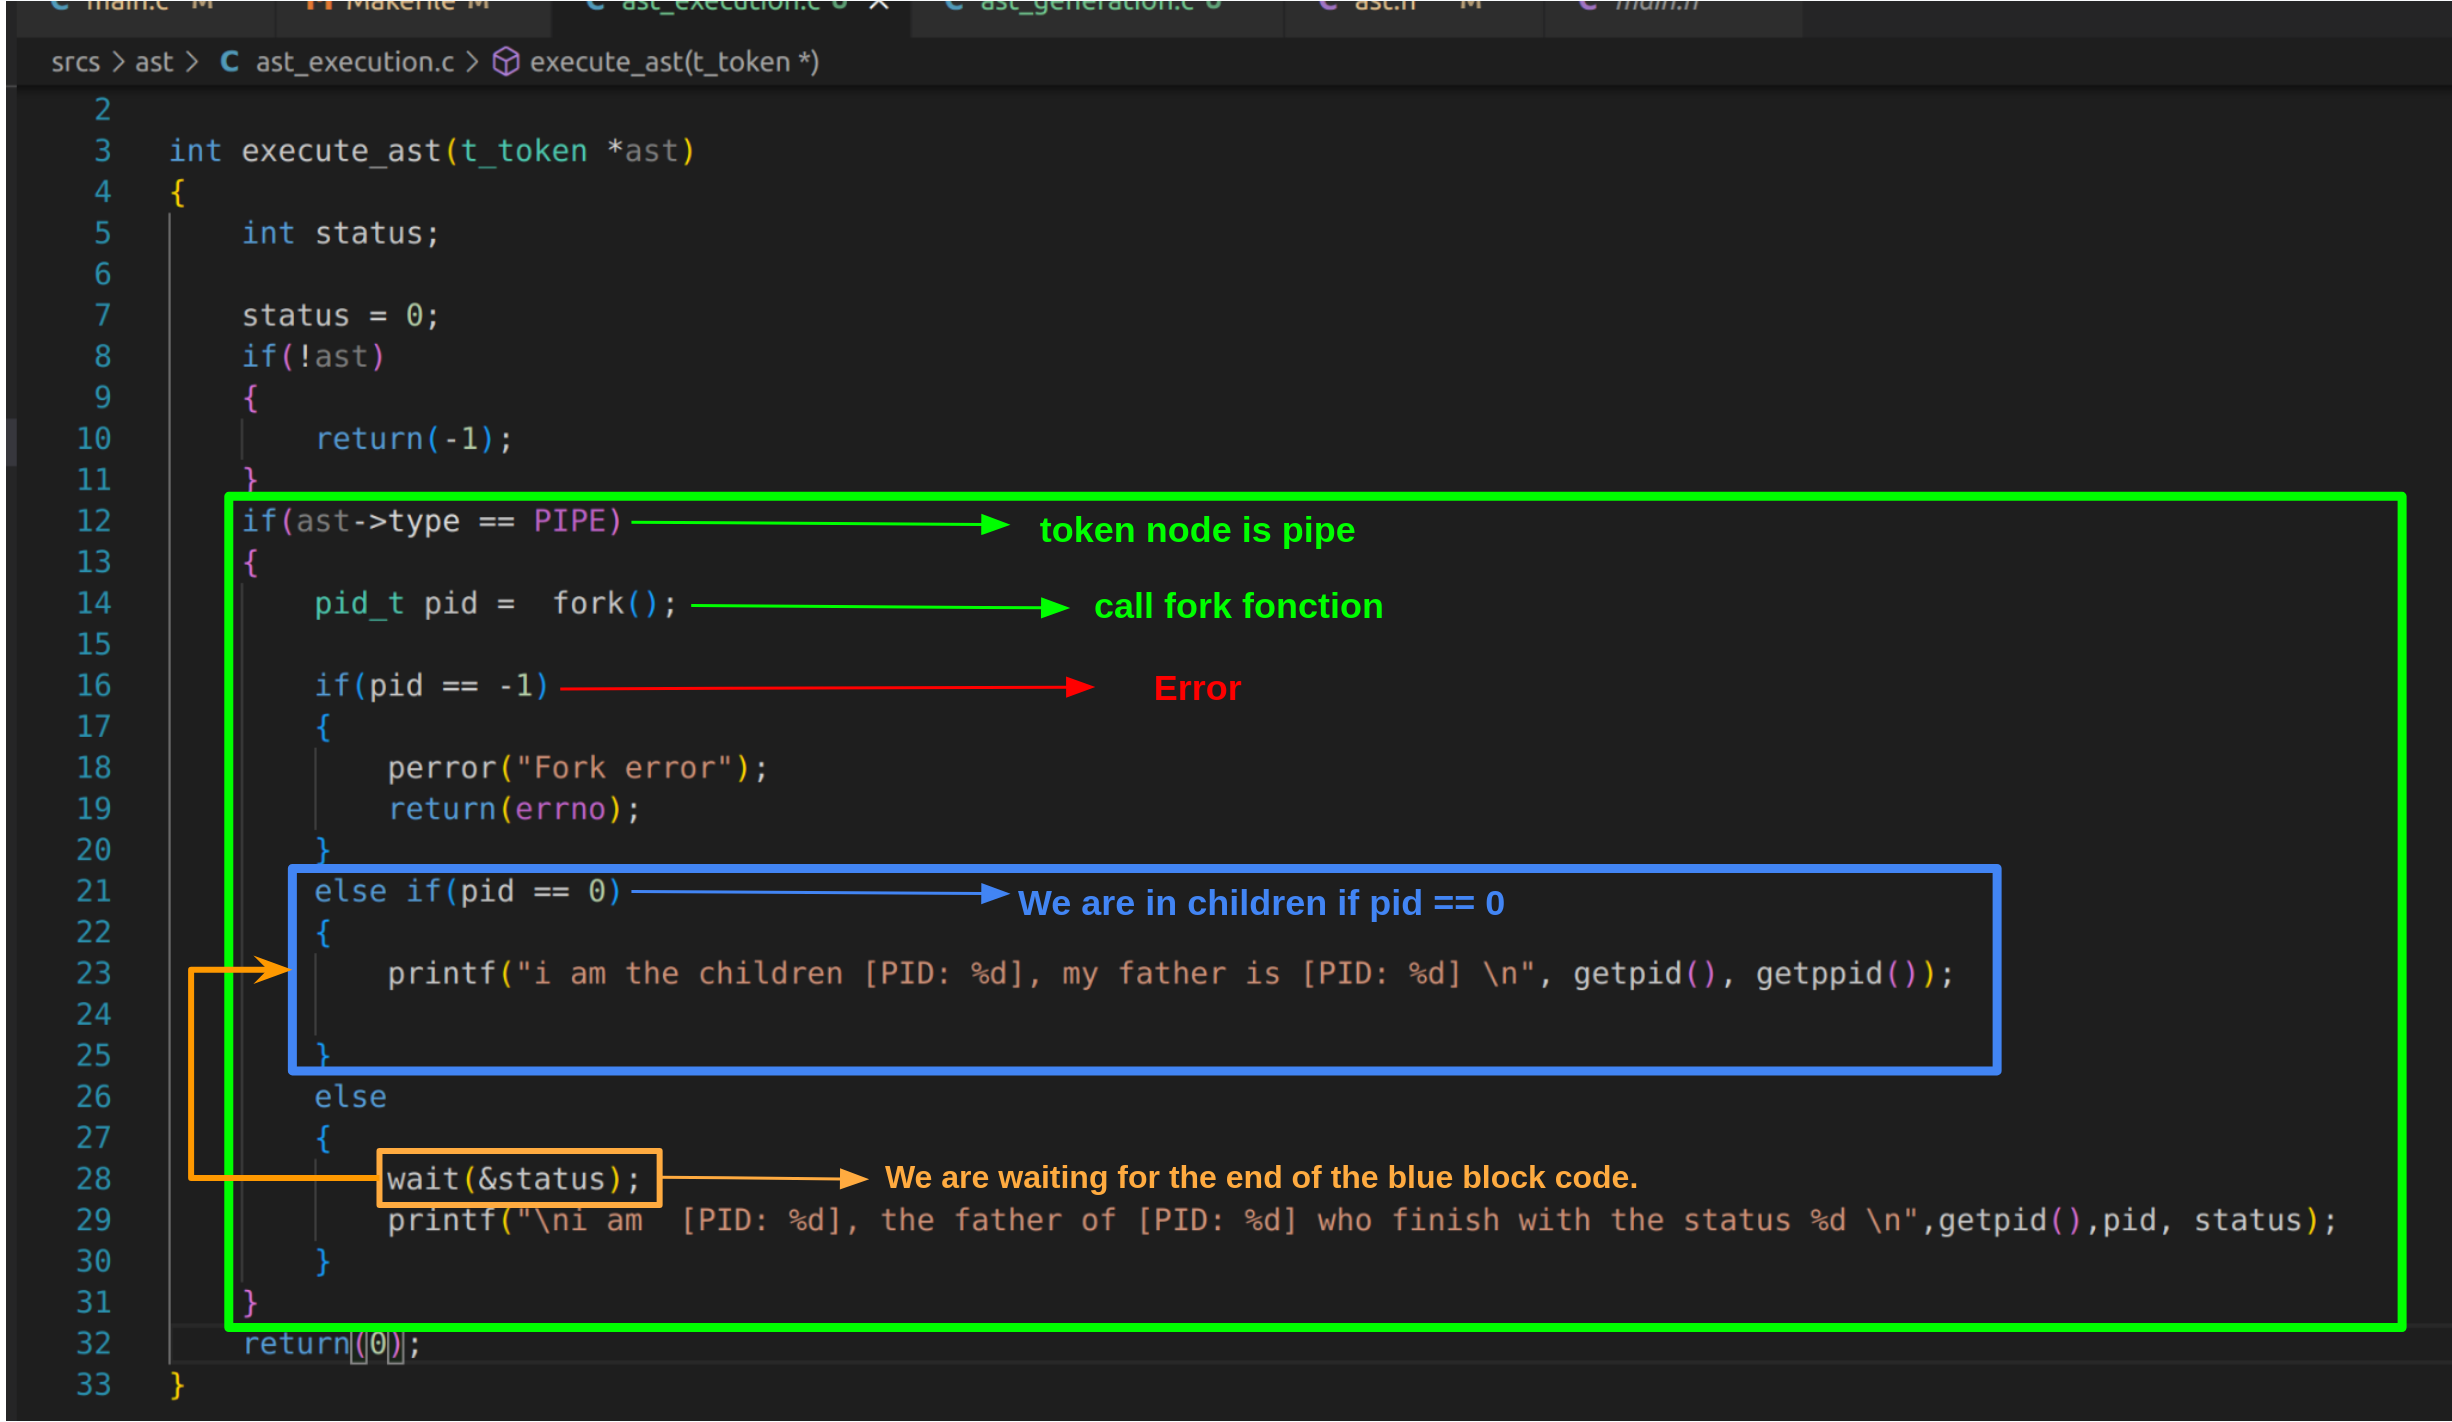 main.c M Makefile M ast_execution.c U ast_generation.c U ast.h M main.h
srcs > ast > C ast_execution.c > execute_ast(t_token *)
2
3 int execute_ast(t_token *ast)
4 {
5 int status;
6
7 status = 0;
8 if(!ast)
9 {
10 return(-1);
11 }
12 if(ast->type == PIPE) token node is pipe
13 {
14 pid_t pid =  fork(); call fork fonction
15
16 if(pid == -1) Error
17 {
18 perror("Fork error");
19 return(errno);
20 }
21 else if(pid == 0) We are in children if pid == 0
22 {
23 printf("i am the children [PID: %d], my father is [PID: %d] \n", getpid(), getppid());
24
25 }
26 else
27 {
28 wait(&status); We are waiting for the end of the blue block code.
29 printf("\ni am  [PID: %d], the father of [PID: %d] who finish with the status %d \n",getpid(),pid, status);
30 }
31 }
32 return(0);
33 }